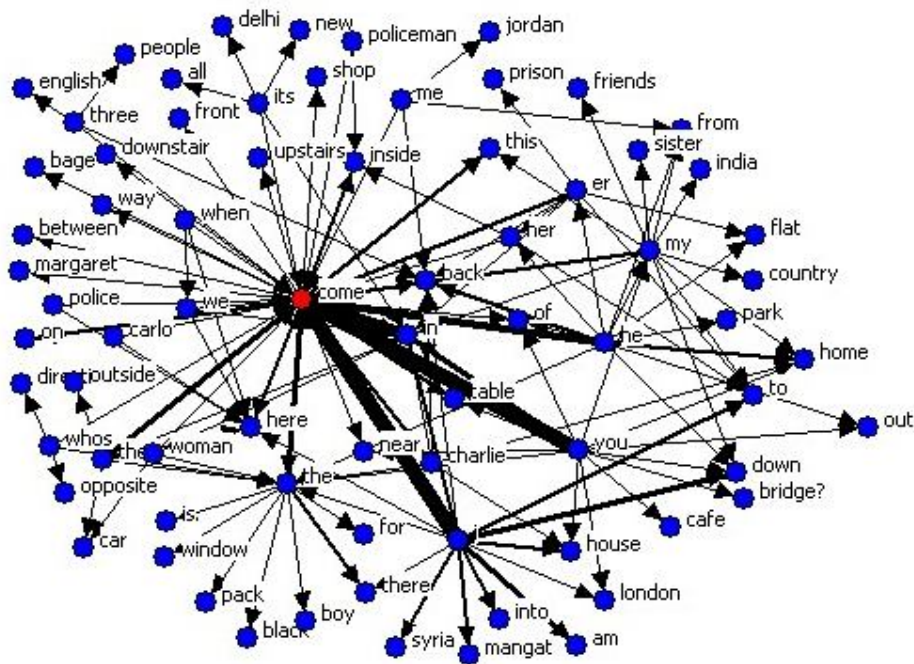 delhi
new
policeman
jordan
people
all
its
shop
me
prison
friends
english
three
front
from
downstair
upstairs
inside
this
sister
india
bage
way
when
er
her
my
between
back
flat
margaret
come
country
police
we
of
park
on
carlo
in
he
home
outside
table
to
whos
woman
here
near
charlie
you
out
the
down
opposite
bridge?
is.
for
i
cafe
car
window
house
pack
there
london
black
boy
into
syria
mangat
am